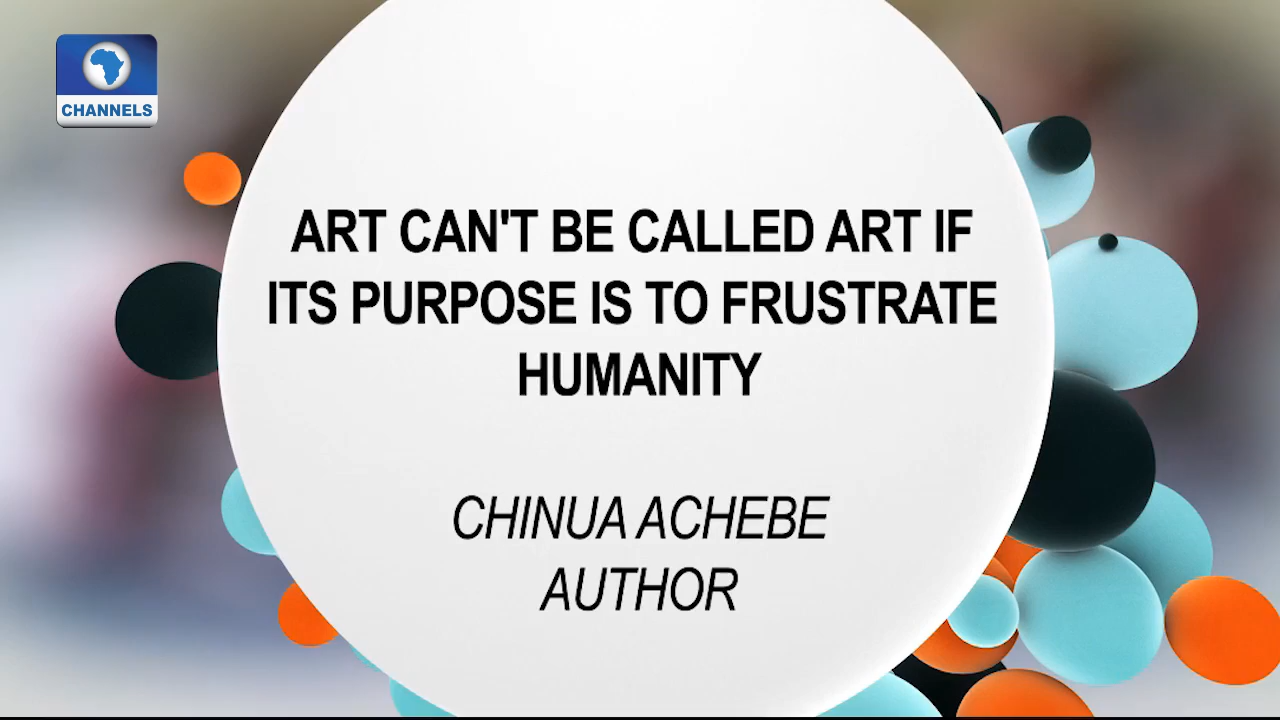 CHANNELS
ART CAN'T BE CALLED ART IF
ITS PURPOSE IS TO FRUSTRATE
HUMANITY
CHINUA ACHEBE
AUTHOR